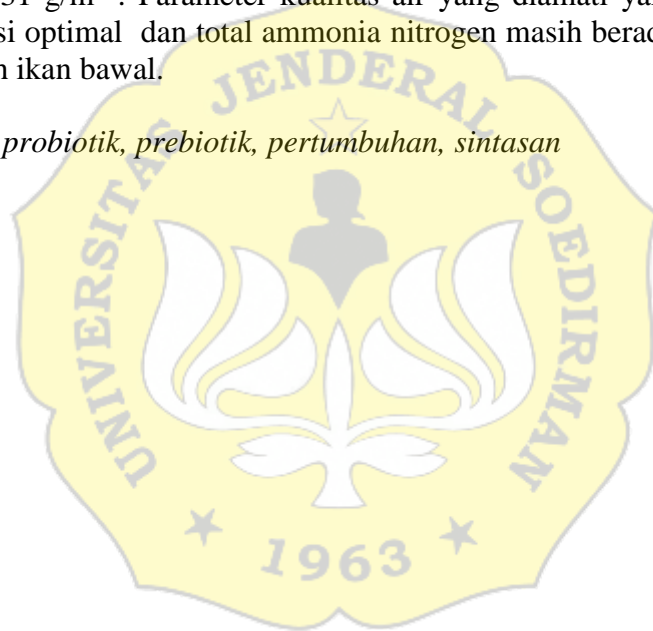 31 g/m . Parameter kualitas air yang diamati ya
si optimal dan total ammonia nitrogen masih berad
n ikan bawal.
probiotik, prebiotik, pertumbuhan, sintasan
UNIVERSITAS JENDERAL SOEDIRMAN
1963